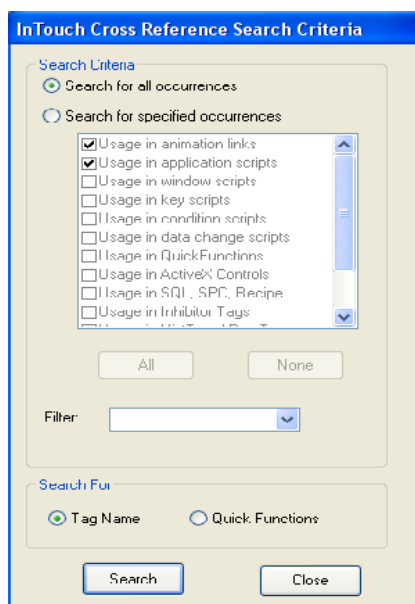 InTouch Cross Reference Search Criteria
Search Criteria
Search for all occurrences
Search for specified occurrences
Usage in animation links
Usage in application scripts
Usage in window scripts
Usage in key scripts
Usage in condition scripts
Usage in data change scripts
Usage in QuickFunctions
Usage in ActiveX Controls
Usage in SQL, SPC, Recipe
Usage in Inhibitor Tags
All None
Filter:
Search For
Tag Name Quick Functions
Search Close